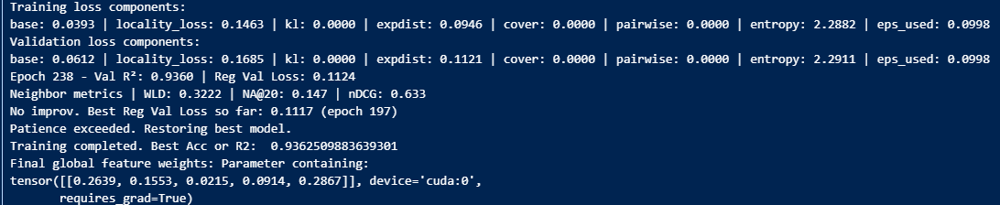 Training loss components:
base: 0.0393 | locality_loss: 0.1463 | kl: 0.0000 | expdist: 0.0946 | cover: 0.0000 | pairwise: 0.0000 | entropy: 2.2882 | eps_used: 0.0998
Validation loss components:
base: 0.0612 | locality_loss: 0.1685 | kl: 0.0000 | expdist: 0.1121 | cover: 0.0000 | pairwise: 0.0000 | entropy: 2.2911 | eps_used: 0.0998
Epoch 238 - Val R²: 0.9360 | Reg Val Loss: 0.1124
Neighbor metrics | WLD: 0.3222 | NA@20: 0.147 | nDCG: 0.633
No improv. Best Reg Val Loss so far: 0.1117 (epoch 197)
Patience exceeded. Restoring best model.
Training completed. Best Acc or R2:  0.9362509883639301
Final global feature weights: Parameter containing:
tensor([[0.2639, 0.1553, 0.0215, 0.0914, 0.2867]], device='cuda:0',
       requires_grad=True)